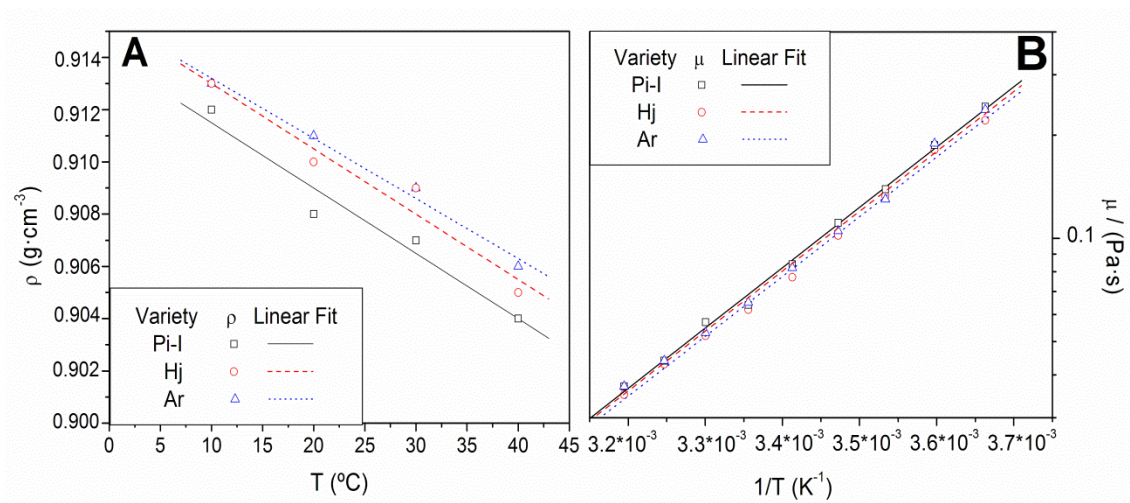 A
0.914
0.912
0.910
0.908
0.906
0.904
0.902
0.900
ρ (g·cm⁻³)
Variety ρ Linear Fit
Pi-I
Hj
Ar
0 5 10 15 20 25 30 35 40 45
T (ºC)
B
Variety μ Linear Fit
Pi-I
Hj
Ar
0.2
0.1
μ / (Pa·s)
3.2*10⁻³ 3.3*10⁻³ 3.4*10⁻³ 3.5*10⁻³ 3.6*10⁻³ 3.7*10⁻³
1/T (K⁻¹)